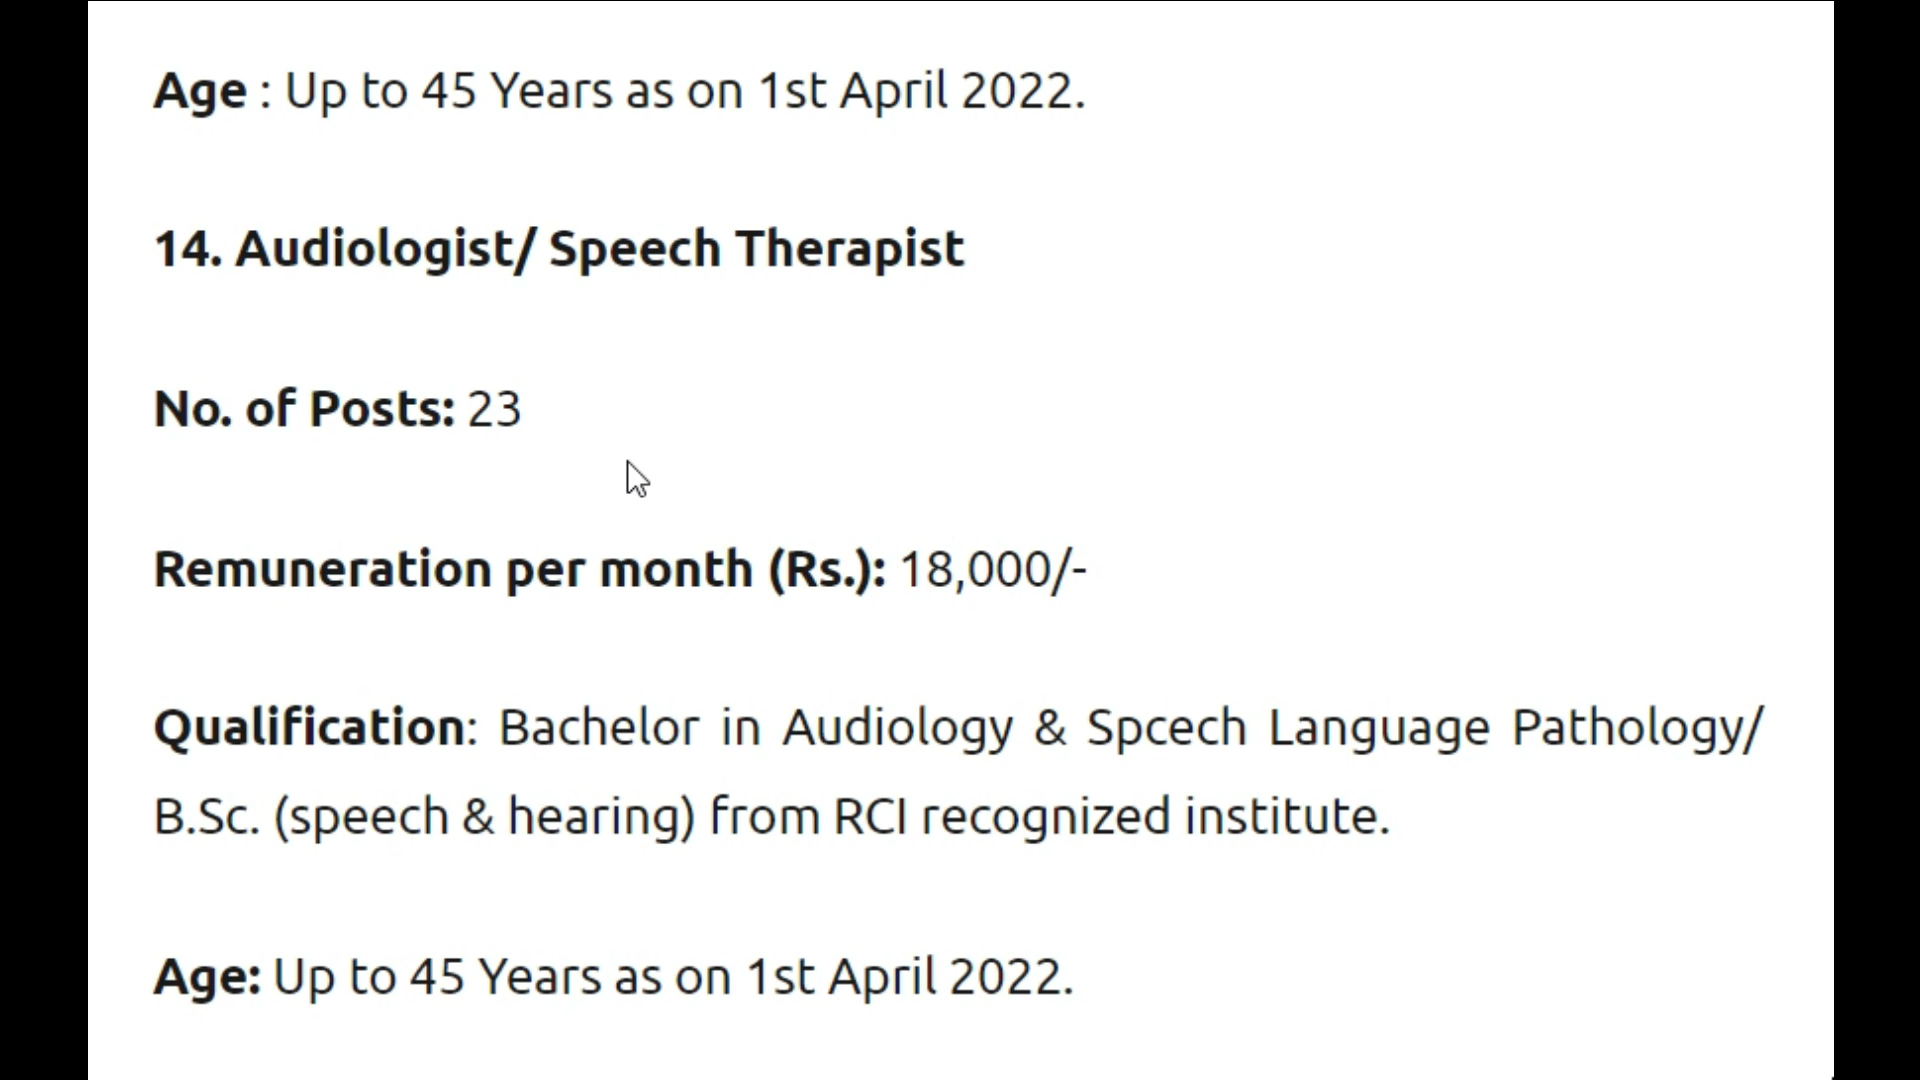 Age : Up to 45 Years as on 1st April 2022.
14. Audiologist/ Speech Therapist
No. of Posts: 23
Remuneration per month (Rs.): 18,000/-
Qualification: Bachelor in Audiology & Spcech Language Pathology/
B.Sc. (speech & hearing) from RCI recognized institute.
Age: Up to 45 Years as on 1st April 2022.